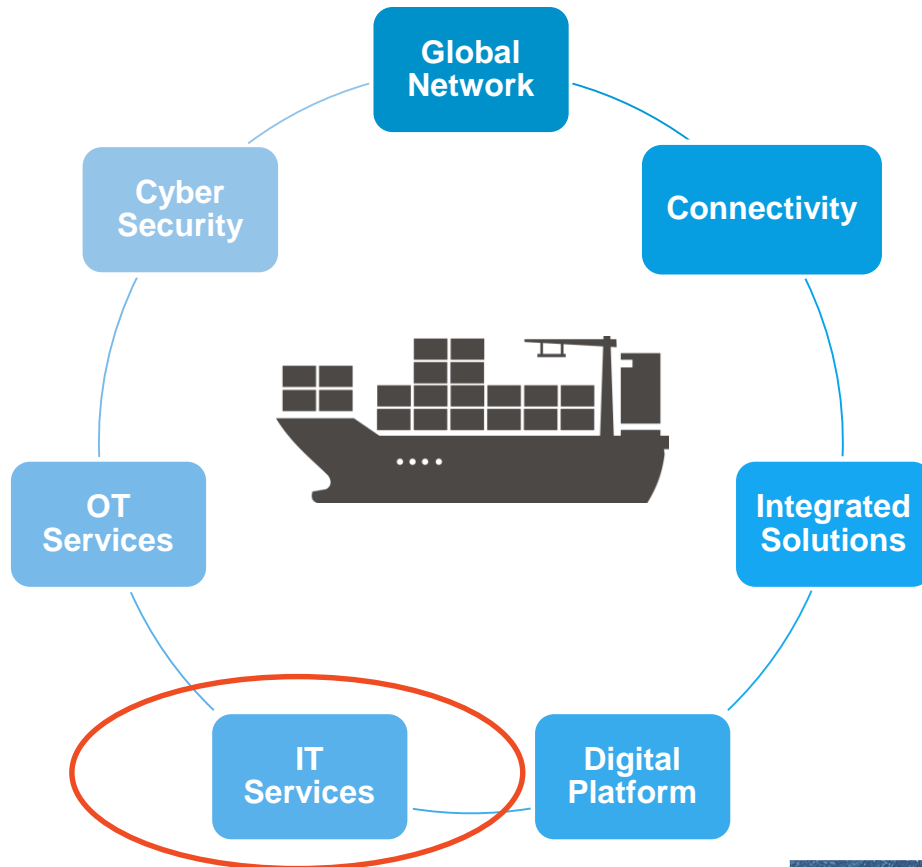 Global
Network
Connectivity
Integrated
Solutions
Digital
Platform
IT
Services
OT
Services
Cyber
Security